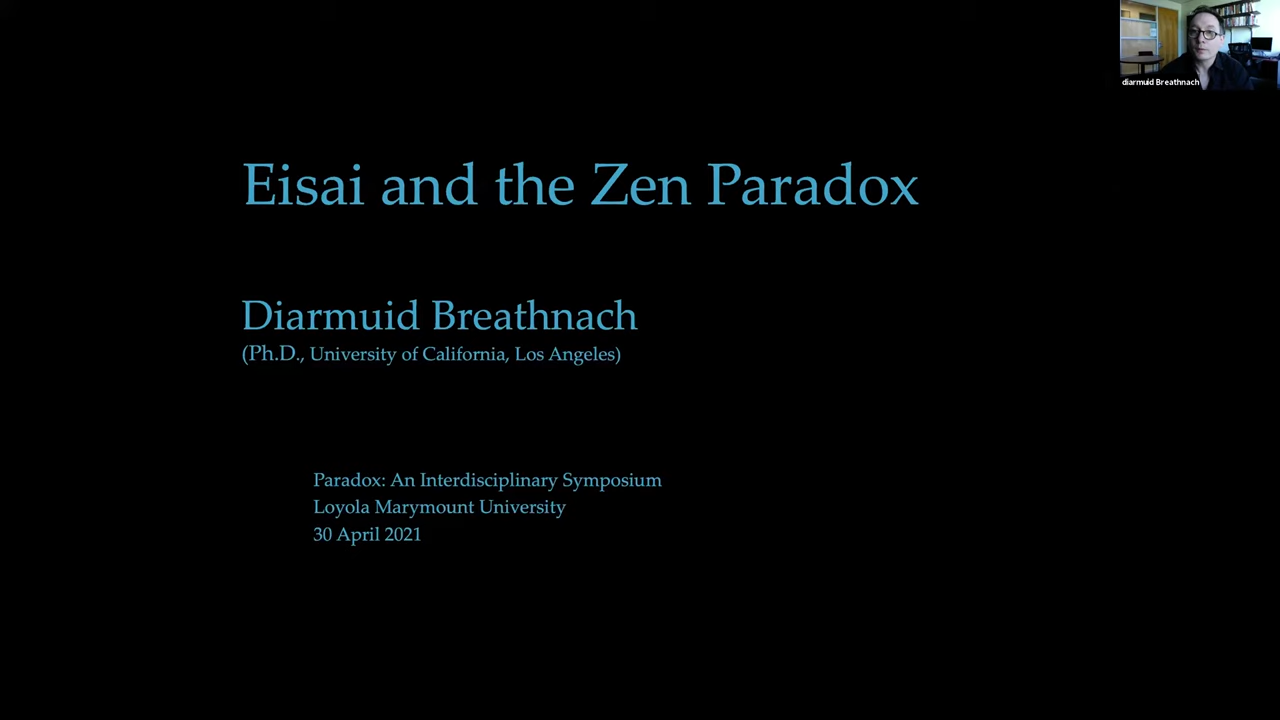 diarmuid Breathnach
Eisai and the Zen Paradox
Diarmuid Breathnach
(Ph.D., University of California, Los Angeles)
Paradox: An Interdisciplinary Symposium
Loyola Marymount University
30 April 2021